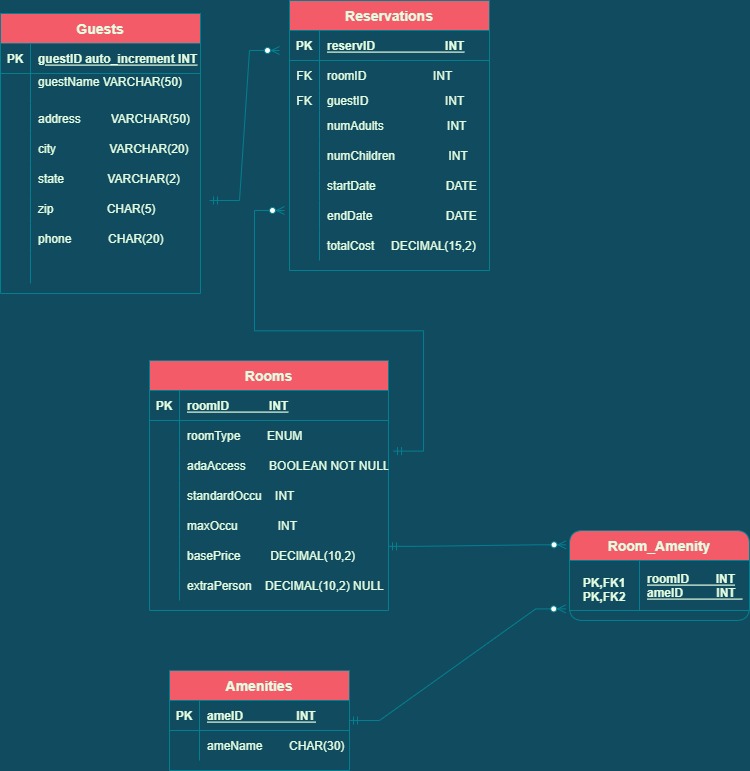 Guests
PK guestID auto_increment INT
guestName VARCHAR(50)
address VARCHAR(50)
city VARCHAR(20)
state VARCHAR(2)
zip CHAR(5)
phone CHAR(20)
Reservations
PK reservID INT
FK roomID INT
FK guestID INT
numAdults INT
numChildren INT
startDate DATE
endDate DATE
totalCost DECIMAL(15,2)
Rooms
PK roomID INT
roomType ENUM
adaAccess BOOLEAN NOT NULL
standardOccu INT
maxOccu INT
basePrice DECIMAL(10,2)
extraPerson DECIMAL(10,2) NULL
Room_Amenity
PK,FK1 roomID INT
PK,FK2 ameID INT
Amenities
PK ameID INT
ameName CHAR(30)